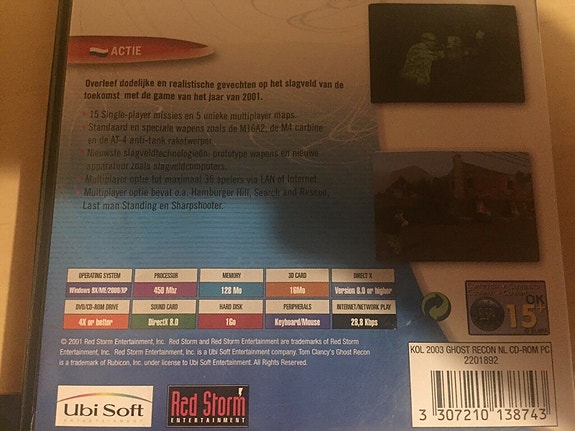 ACTIE
Overleef dodelijke en realistische gevechten op het slagveld van de
toekomst met de game van het jaar van 2001.
• 15 Single-player missies en 5 unieke multiplayer maps.
• Standaard en speciale wapens zoals de M16A2, de M4 carbine
en de AT-4 anti-tank raketwerper.
• Nieuwste slagveldtechnologieën: prototype wapens en nieuwe
apparatuur zoals slagveldcomputers.
• Multiplayer optie tot maximaal 36 spelers via LAN of Internet.
• Multiplayer optie bevat o.a. Hamburger Hill, Search and Rescue,
Last man Standing en Sharpshooter.
OPERATING SYSTEM PROCESSOR MEMORY 3D CARD DIRECT X
Windows 9X/ME/2000/XP 450 Mhz 128 Mo 16Mo Version 8.0 or higher
DVD/CD-ROM DRIVE SOUND CARD HARD DISK PERIPHERALS INTERNET/NETWORK PLAY
4X or better DirectX 8.0 1Go Keyboard/Mouse 28,8 Kbps
© 2001 Red Storm Entertainment, Inc. Red Storm and Red Storm Entertainment are trademarks of Red Storm
Entertainment, Inc. Red Storm Entertainment, Inc. is a Ubi Soft Entertainment company. Tom Clancy's Ghost Recon
is a trademark of Rubicon, Inc. under license to Ubi Soft Entertainment. All Rights Reserved.
OK
15+
KOL 2003 GHOST RECON NL CD-ROM PC
2201892
3 307210 138743
Ubi Soft
ENTERTAINMENT
Red Storm
ENTERTAINMENT